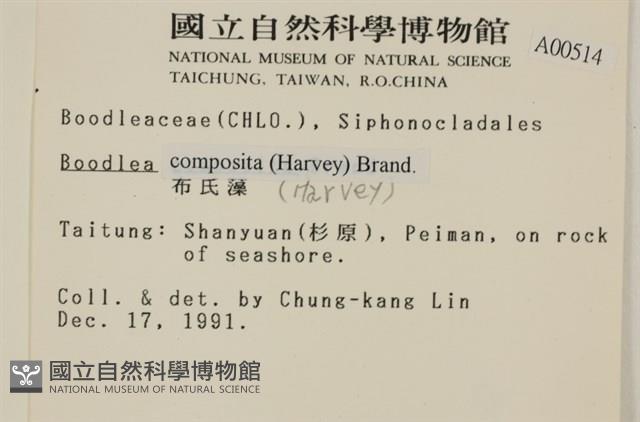 國立自然科學博物館
NATIONAL MUSEUM OF NATURAL SCIENCE
TAICHUNG, TAIWAN, R.O.CHINA
A00514
Boodleaceae(CHLO.), Siphonocladales
Boodlea composita (Harvey) Brand.
布氏藻 (Harvey)
Taitung: Shanyuan(杉原), Peiman, on rock
of seashore.
Coll. & det. by Chung-kang Lin
Dec. 17, 1991.
國立自然科學博物館
NATIONAL MUSEUM OF NATURAL SCIENCE